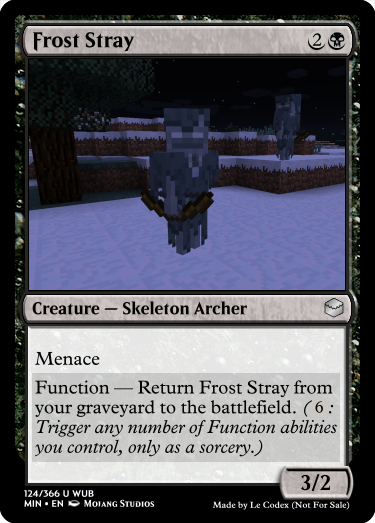 Frost Stray 2
Creature — Skeleton Archer
Menace
Function — Return Frost Stray from
your graveyard to the battlefield. ( 6 :
Trigger any number of Function abilities
you control, only as a sorcery.)
3/2
124/366 U WUB
MIN • EN Mojang Studios
Made by Le Codex (Not For Sale)